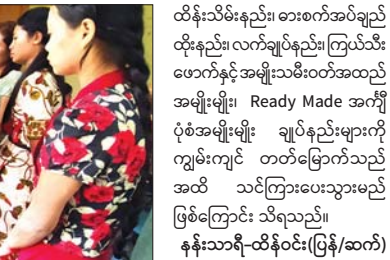 ထိန်းသိမ်းနည်း၊ ဓားစက်အပ်ချည်
ထိုးနည်း၊ လက်ချုပ်နည်း၊ ကြယ်သီး
ဖောက်နှင့် အမျိုးသမီးဝတ်အထည်
အမျိုးမျိုး၊ Ready Made အင်္ကျီ
ပုံစံအမျိုးမျိုး ချုပ်နည်းများကို
ကျွမ်းကျင် တတ်မြောက်သည်
အထိ သင်ကြားပေးသွားမည်
ဖြစ်ကြောင်း သိရသည်။
နန်းသာရီ-ထိန်ဝင်း(ပြန်/ဆက်)